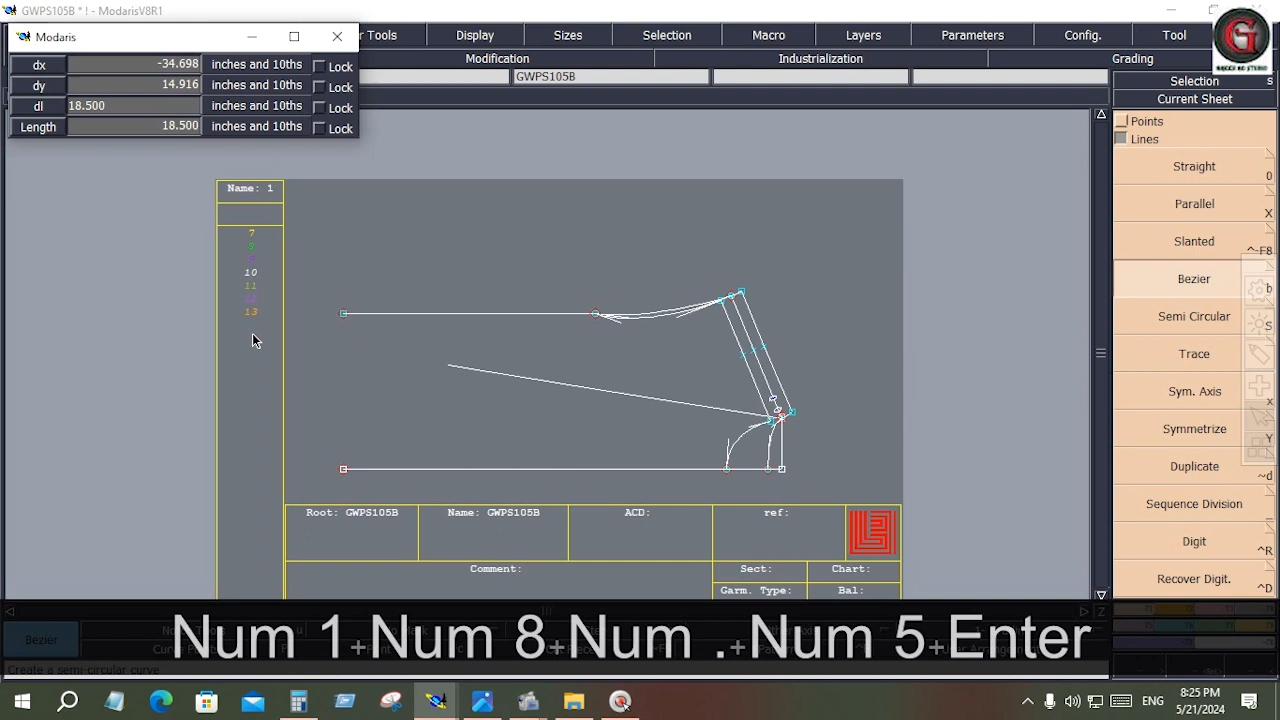 GWPS105B * ! - ModarisV8R1
Modaris
r Tools
Display
Sizes
Selection
Macro
Layers
Parameters
Config.
Tool
dx
-34.698
inches and 10ths
Lock
dy
14.916
inches and 10ths
Lock
dl
18.500
inches and 10ths
Lock
Length
18.500
inches and 10ths
Lock
Modification
Industrialization
Grading
GWPS105B
Selection s
Current Sheet
Points
Lines
Straight 0
Parallel X
Slanted ^-F8
Bezier b
Semi Circular S
Trace
Sym. Axis x
Symmetrize Y
Duplicate ~d
Sequence Division _
Digit ^R
Recover Digit. ^D
Name: 1
7
8
9
10
11
12
13
Root: GWPS105B
Name: GWPS105B
ACD:
ref:
Comment:
Sect:
Chart:
Garm. Type:
Bal:
Z
Bezier
Num 1+Num 8+Num .+Num 5+Enter
Create a semi-circular curve
ENG
8:25 PM
5/21/2024